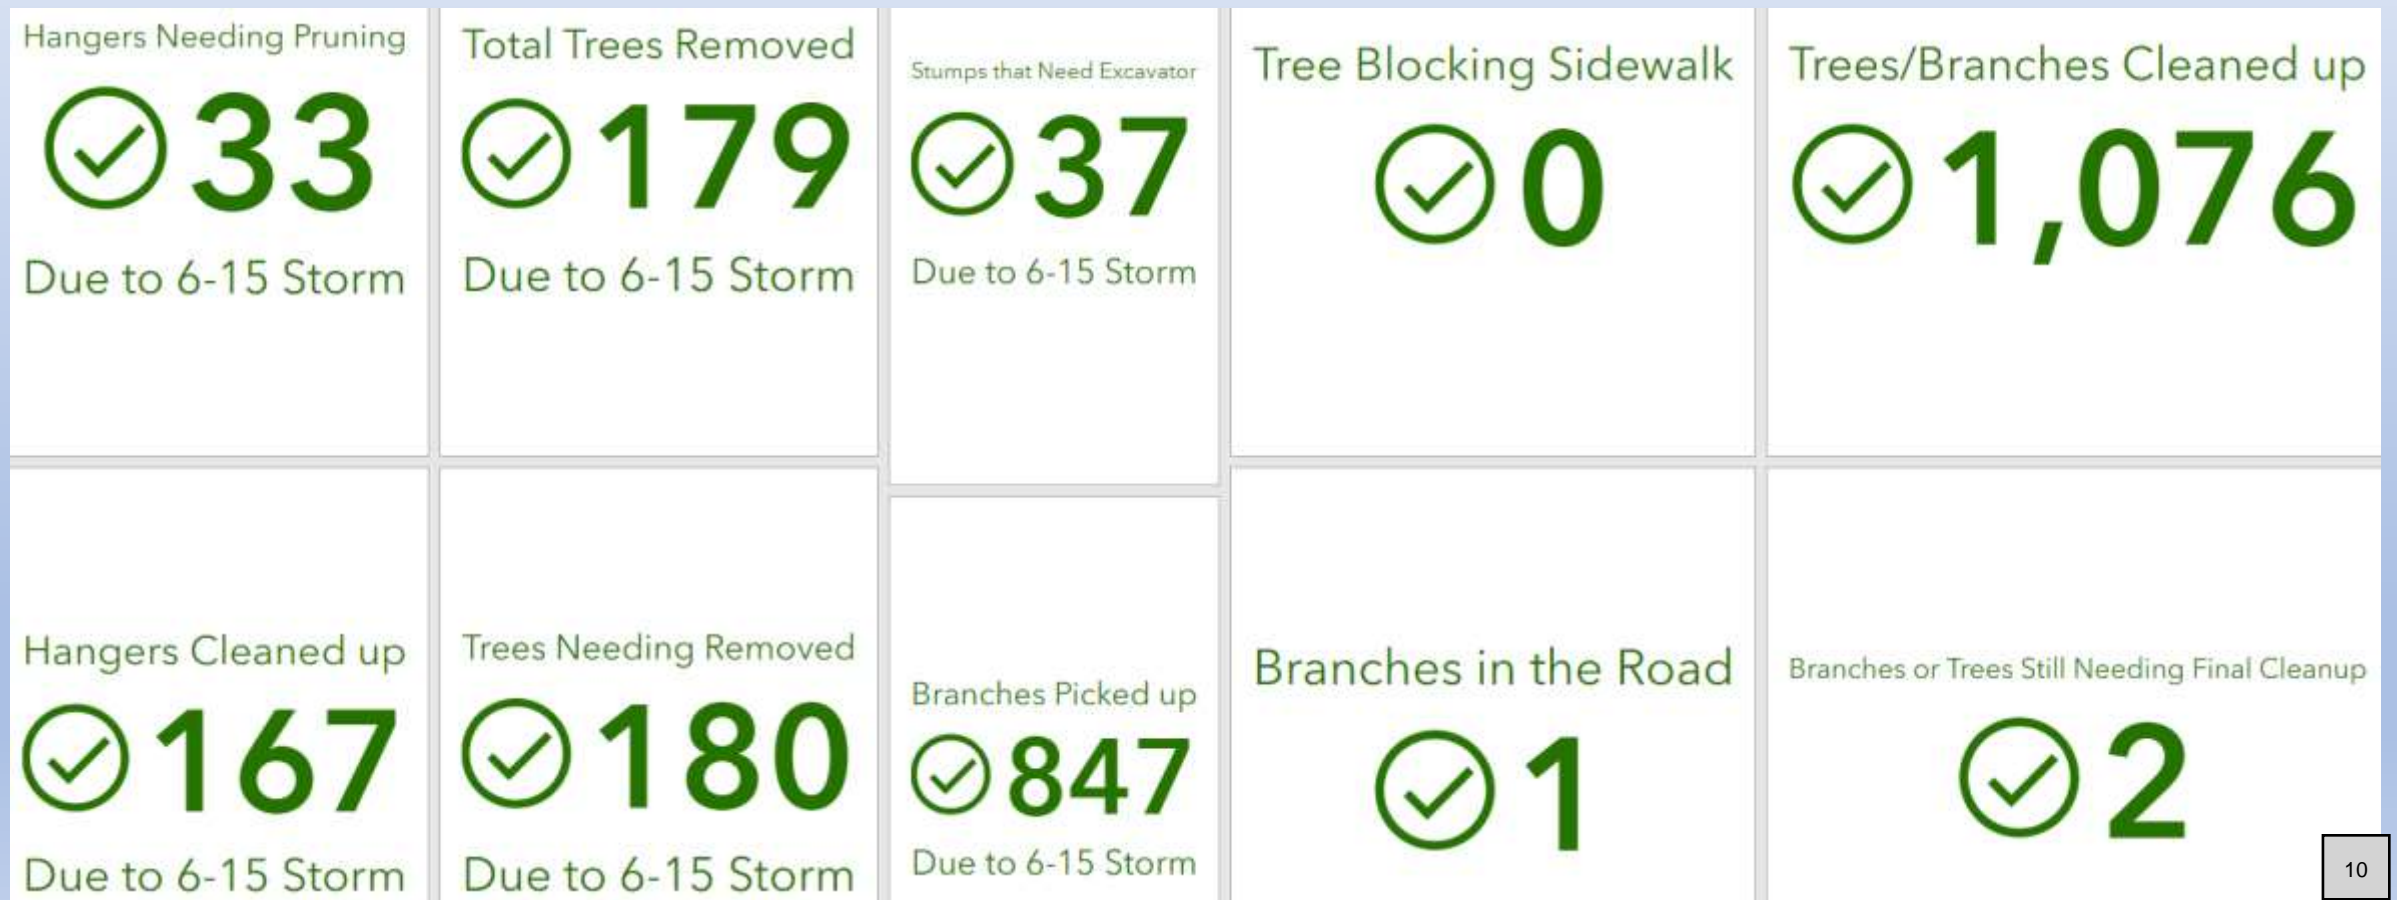 Hangers Needing Pruning
33
Due to 6-15 Storm
Total Trees Removed
179
Due to 6-15 Storm
Stumps that Need Excavator
37
Due to 6-15 Storm
Tree Blocking Sidewalk
0
Trees/Branches Cleaned up
1,076
Hangers Cleaned up
167
Due to 6-15 Storm
Trees Needing Removed
180
Due to 6-15 Storm
Branches Picked up
847
Due to 6-15 Storm
Branches in the Road
1
Branches or Trees Still Needing Final Cleanup
2
10